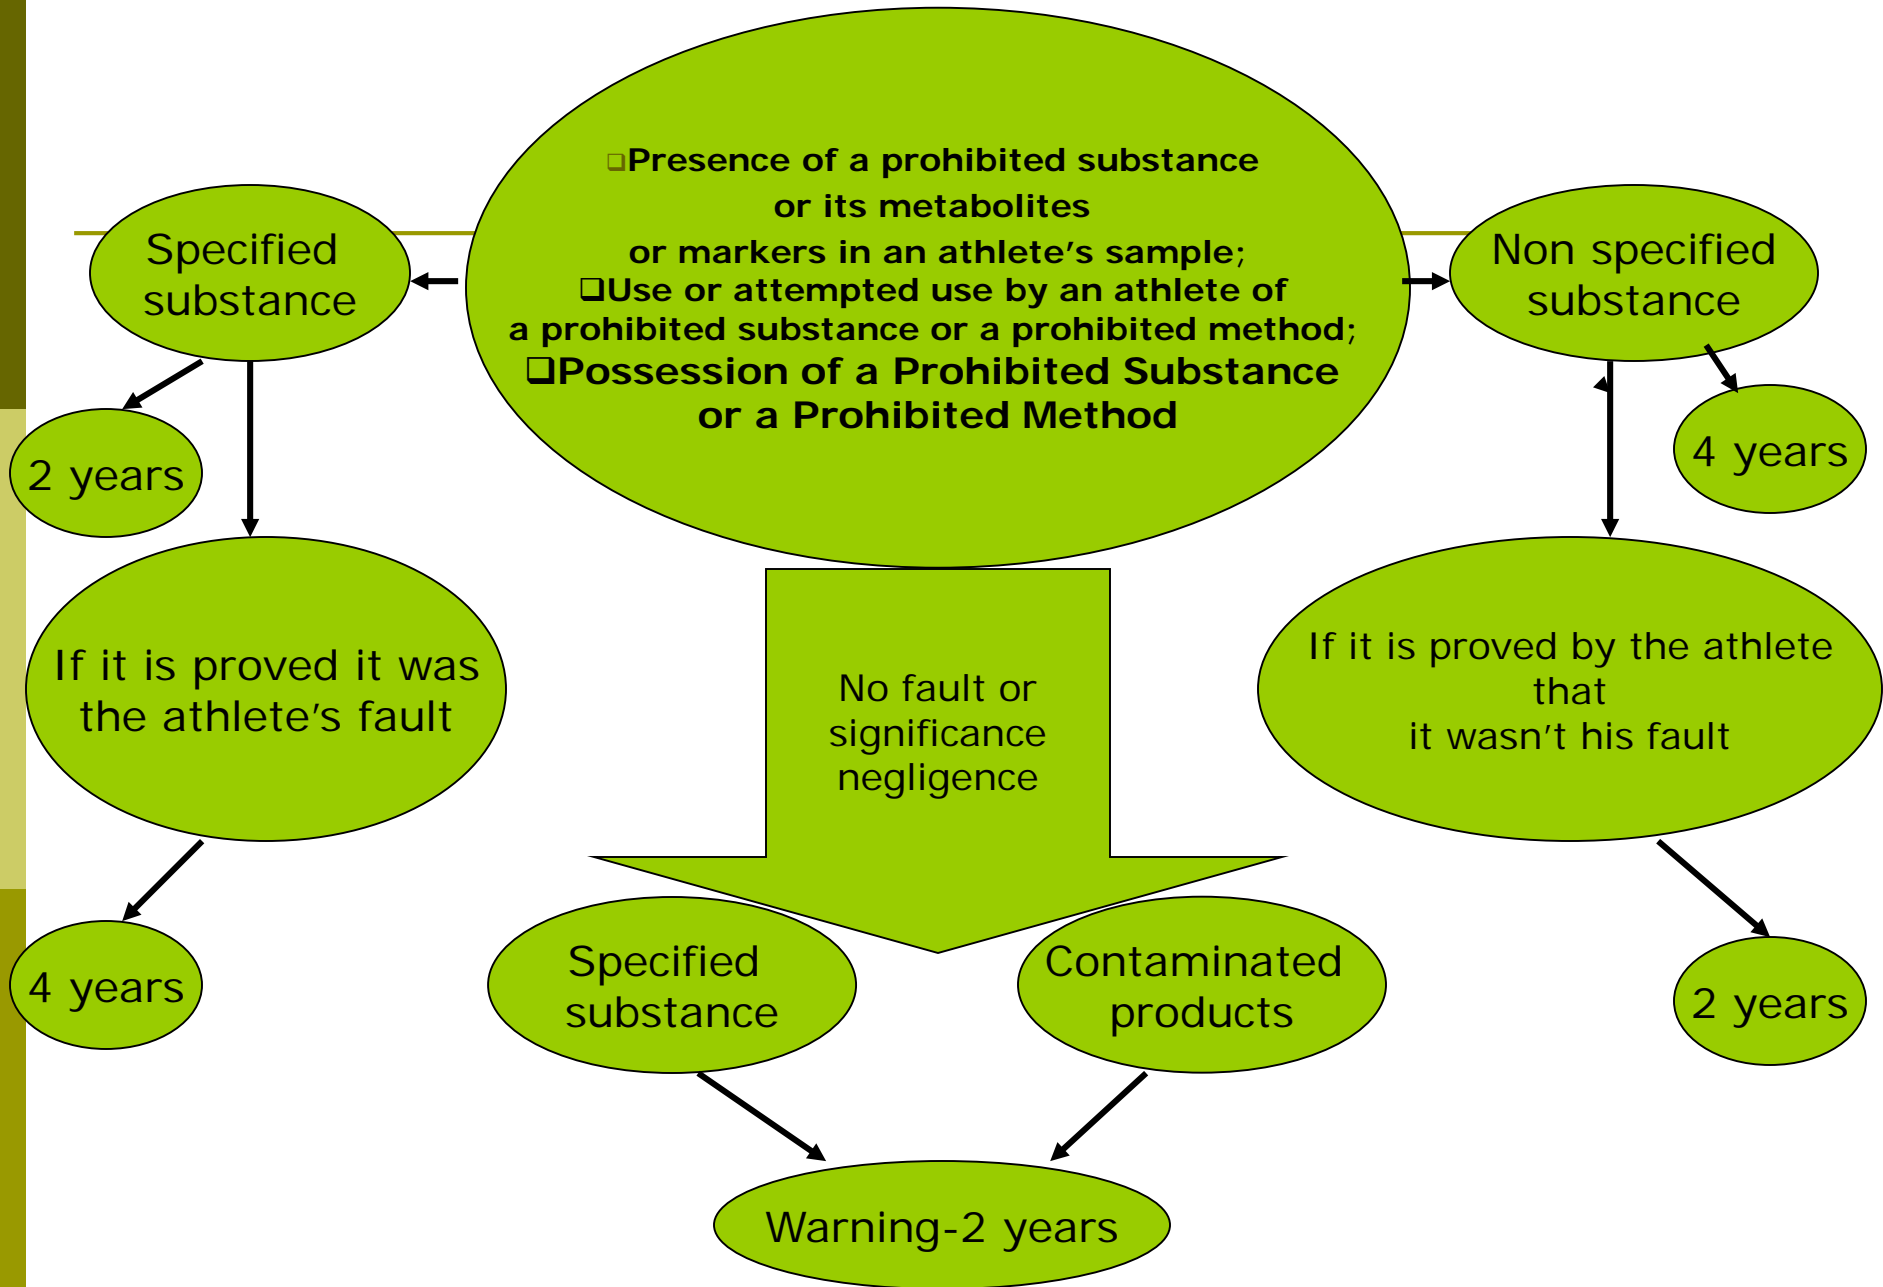 ❑Presence of a prohibited substance
or its metabolites
or markers in an athlete's sample;
❑Use or attempted use by an athlete of
a prohibited substance or a prohibited method;
❑Possession of a Prohibited Substance
or a Prohibited Method
Specified
substance
Non specified
substance
2 years
4 years
If it is proved it was
the athlete's fault
No fault or
significance
negligence
If it is proved by the athlete
that
it wasn't his fault
4 years
Specified
substance
Contaminated
products
2 years
Warning-2 years